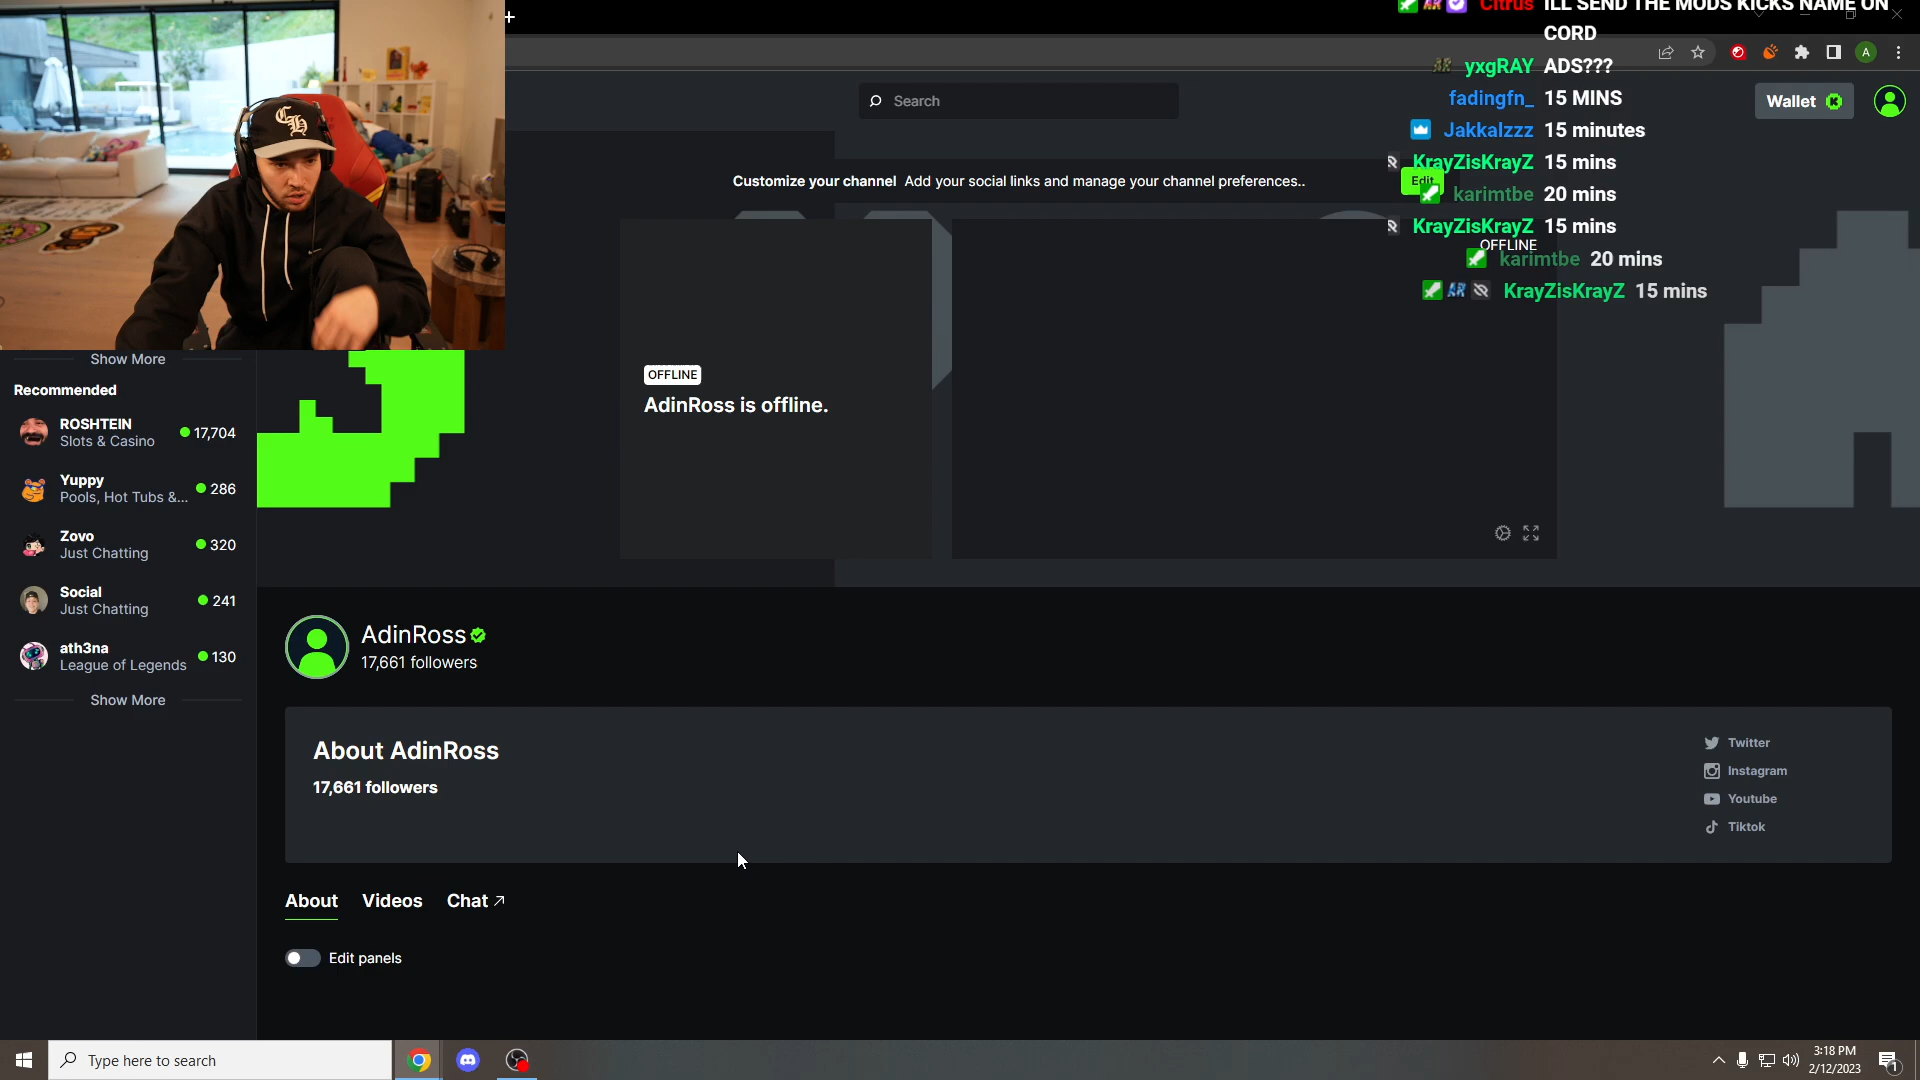 Citrus ILL SEND THE MODS KICKS NAME ON
CORD
yxgRAY ADS???
fadingfn_ 15 MINS
Jakkalzzz 15 minutes
KrayZisKrayZ 15 mins
karimtbe 20 mins
KrayZisKrayZ 15 mins
karimtbe 20 mins
KrayZisKrayZ 15 mins
Search
Wallet
Customize your channel Add your social links and manage your channel preferences..
Edit
OFFLINE
OFFLINE
AdinRoss is offline.
Show More
Recommended
ROSHTEIN
Slots & Casino
17,704
Yuppy
Pools, Hot Tubs &...
286
Zovo
Just Chatting
320
Social
Just Chatting
241
ath3na
League of Legends
130
Show More
AdinRoss
17,661 followers
About AdinRoss
17,661 followers
Twitter
Instagram
Youtube
Tiktok
About Videos Chat
Edit panels
Type here to search
3:18 PM
2/12/2023
1
A